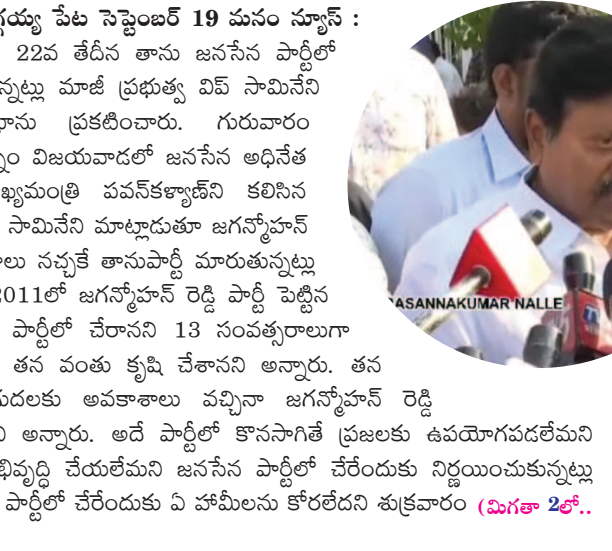 గ్గయ్య పేట సెప్టెంబర్ 19 మనం న్యూస్ :
22వ తేదీన తాను జనసేన పార్టీలో
న్నట్లు మాజీ ప్రభుత్వ విప్ సామినేని
భాను ప్రకటించారు. గురువారం
న్నం విజయవాడలో జనసేన అధినేత
ఖ్యమంత్రి పవన్‌కళ్యాణ్‌ని కలిసిన
సామినేని మాట్లాడుతూ జగన్మోహన్
లు నచ్చకే తానుపార్టీ మారుతున్నట్లు
2011లో జగన్మోహన్ రెడ్డి పార్టీ పెట్టిన
పార్టీలో చేరానని 13 సంవత్సరాలుగా
తన వంతు కృషి చేశానని అన్నారు. తన
గుదలకు అవకాశాలు వచ్చినా జగన్మోహన్ రెడ్డి
ని అన్నారు. అదే పార్టీలో కొనసాగితే ప్రజలకు ఉపయోగపడలేమని
భివృద్ధి చేయలేమని జనసేన పార్టీలో చేరేందుకు నిర్ణయించుకున్నట్లు
పార్టీలో చేరేందుకు ఏ హామీలను కోరలేదని శుక్రవారం (మిగతా 2లో..
ASANNAKUMAR NALLE